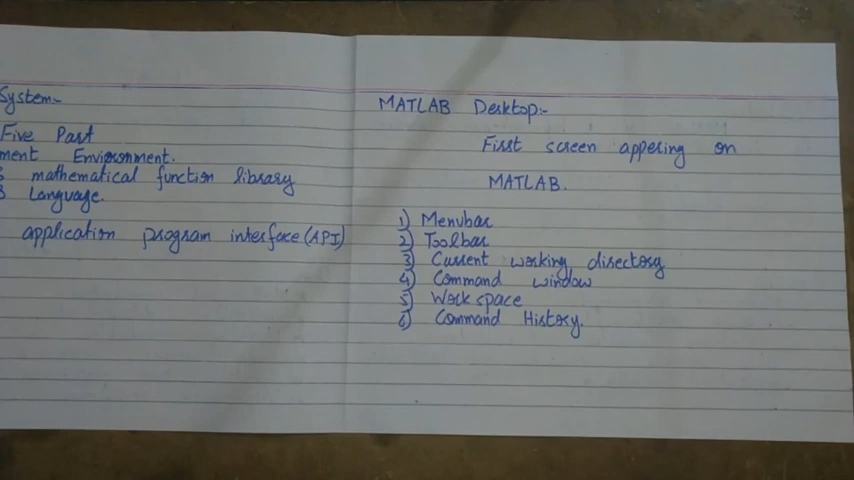 System:-
Five Part
ment Environment.
mathematical function library
Language.
application program interface (API)
MATLAB Desktop:-
First screen appering on
MATLAB.
1) Menubar
2) Toolbar
3) Current working directory
4) Command window
5) Work space
6) Command History.